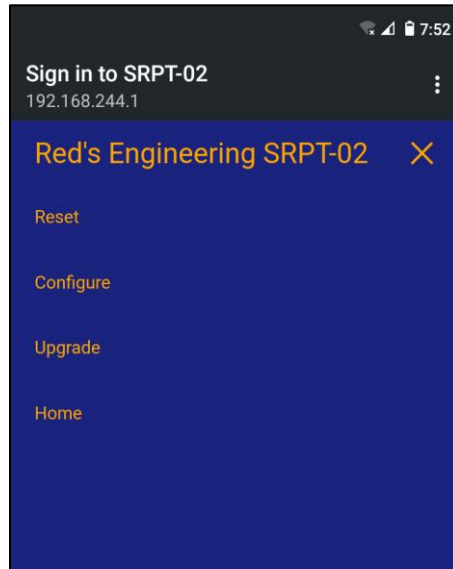 7:52
Sign in to SRPT-02
192.168.244.1
Red's Engineering SRPT-02
Reset
Configure
Upgrade
Home